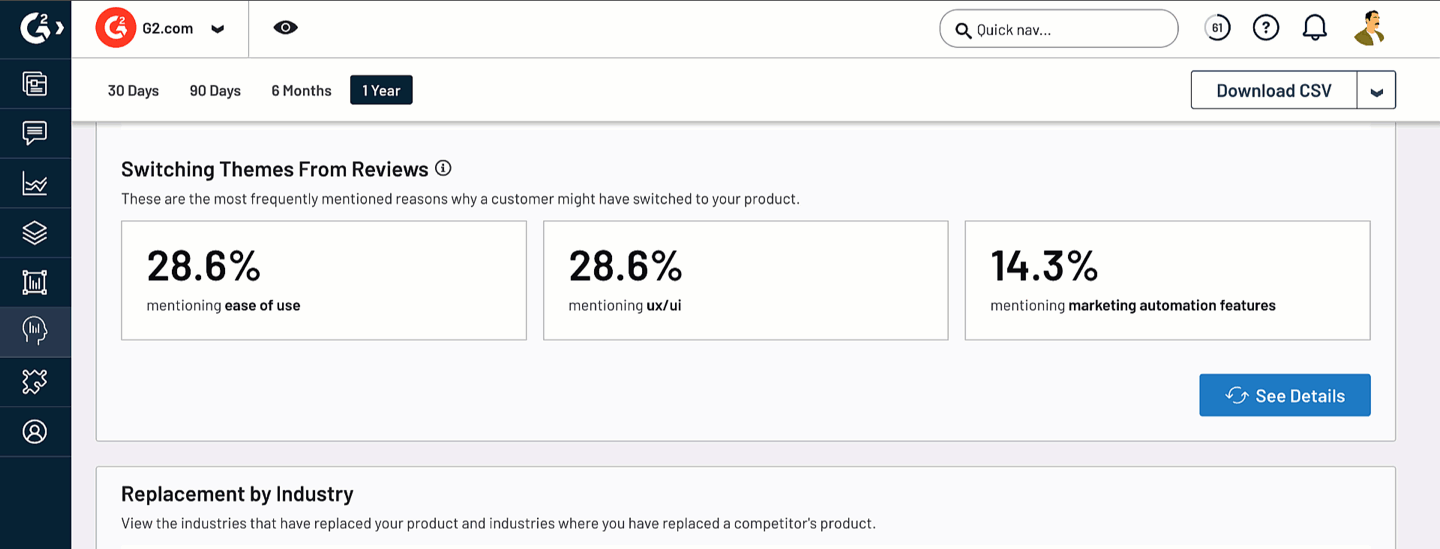 G2
G2 G2.com
Quick nav...
61
?
30 Days 90 Days 6 Months 1 Year
Download CSV
Switching Themes From Reviews
These are the most frequently mentioned reasons why a customer might have switched to your product.
28.6% 28.6% 14.3%
mentioning ease of use mentioning ux/ui mentioning marketing automation features
See Details
Replacement by Industry
View the industries that have replaced your product and industries where you have replaced a competitor's product.